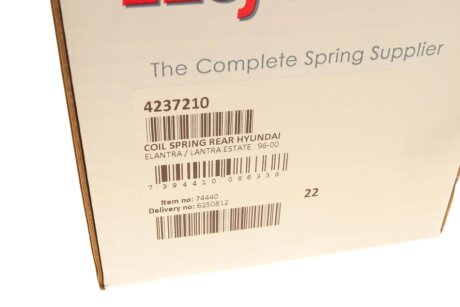 The Complete Spring Supplier
4237210
COIL SPRING REAR HYUNDAI
ELANTRA / LANTRA ESTATE 96-00
7 394410 086338
Item no: 74440
Delivery no: 6250812
22